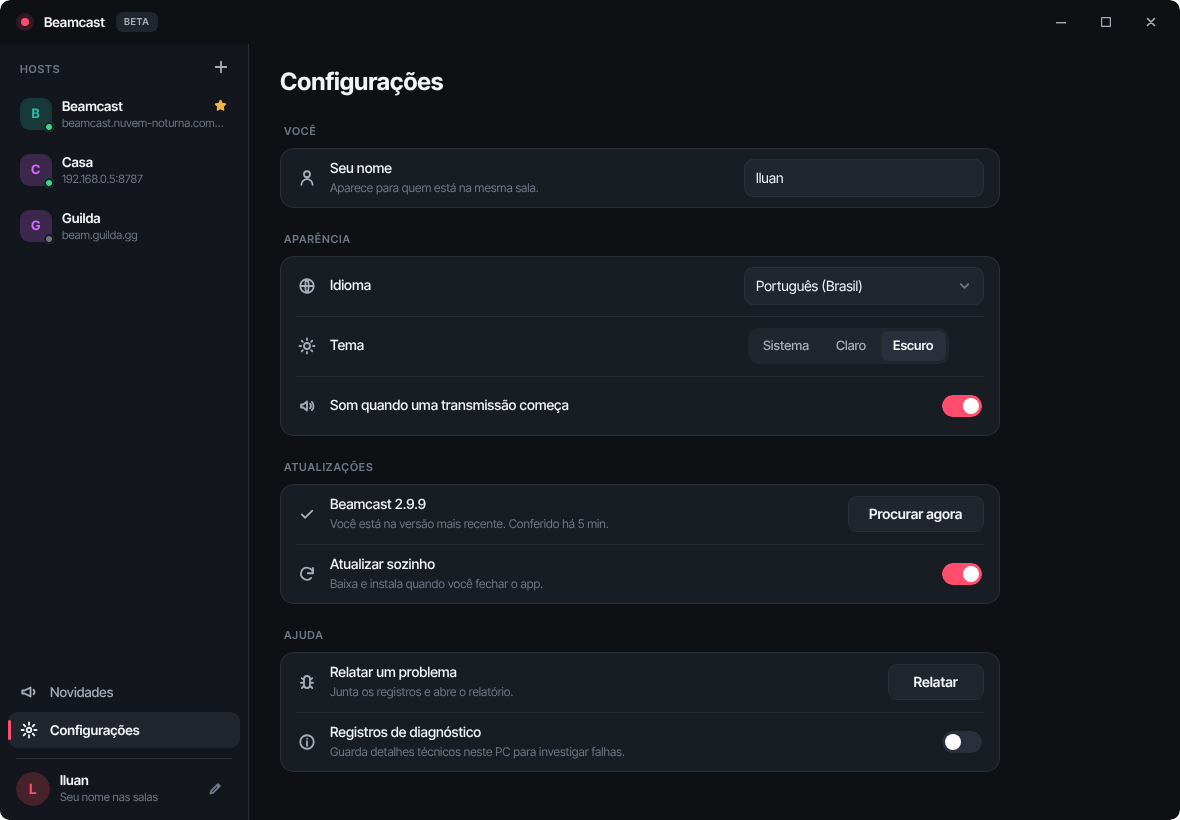 Beamcast BETA
HOSTS
B
Beamcast
beamcast.nuvem-noturna.com...
C
Casa
192.168.0.5:8787
G
Guilda
beam.guilda.gg
Novidades
Configurações
L
lluan
Seu nome nas salas
Configurações
VOCÊ
Seu nome
Aparece para quem está na mesma sala.
lluan
APARÊNCIA
Idioma
Português (Brasil)
Tema
Sistema Claro Escuro
Som quando uma transmissão começa
ATUALIZAÇÕES
Beamcast 2.9.9
Você está na versão mais recente. Conferido há 5 min.
Procurar agora
Atualizar sozinho
Baixa e instala quando você fechar o app.
AJUDA
Relatar um problema
Junta os registros e abre o relatório.
Relatar
Registros de diagnóstico
Guarda detalhes técnicos neste PC para investigar falhas.